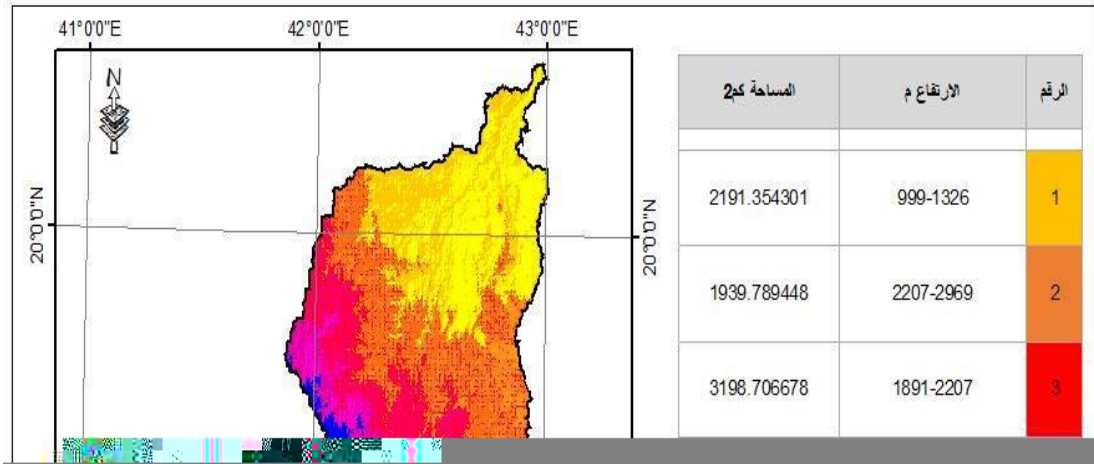 41°0'0"E 42°0'0"E 43°0'0"E
N
20°0'0"N
20°0'0"N
الرقم الارتفاع م المساحة كم2
1 999-1326 2191.354301
2 2207-2969 1939.789448
3 1891-2207 3198.706678